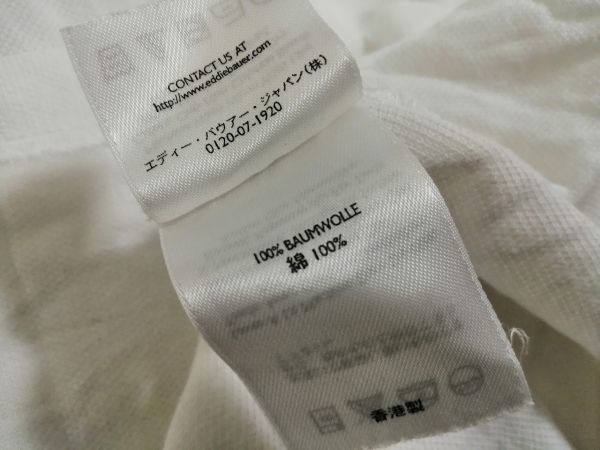 CONTACT US AT
http://www.eddiebauer.com
エディー・バウアー・ジャパン(株)
0120-07-1920
100% BAUMWOLLE
綿 100%
香港製